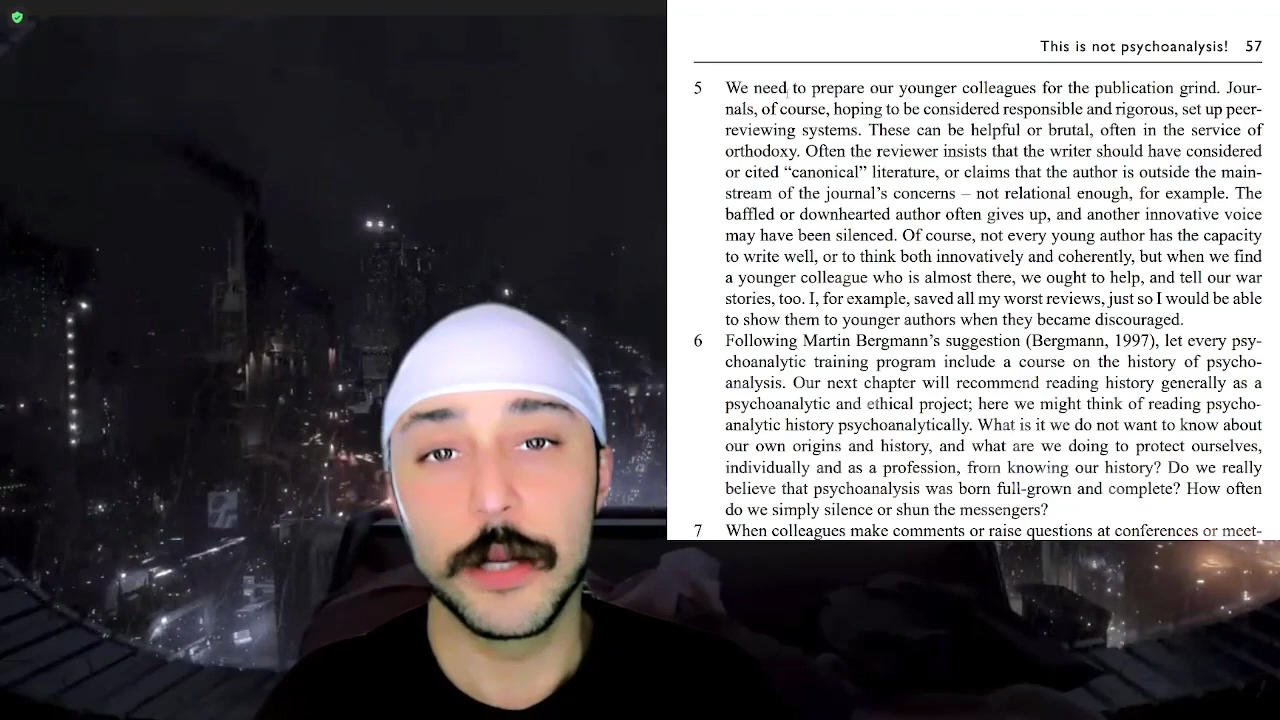 This is not psychoanalysis! 57
5 We need to prepare our younger colleagues for the publication grind. Jour-
nals, of course, hoping to be considered responsible and rigorous, set up peer-
reviewing systems. These can be helpful or brutal, often in the service of
orthodoxy. Often the reviewer insists that the writer should have considered
or cited “canonical” literature, or claims that the author is outside the main-
stream of the journal’s concerns – not relational enough, for example. The
baffled or downhearted author often gives up, and another innovative voice
may have been silenced. Of course, not every young author has the capacity
to write well, or to think both innovatively and coherently, but when we find
a younger colleague who is almost there, we ought to help, and tell our war
stories, too. I, for example, saved all my worst reviews, just so I would be able
to show them to younger authors when they became discouraged.
6 Following Martin Bergmann’s suggestion (Bergmann, 1997), let every psy-
choanalytic training program include a course on the history of psycho-
analysis. Our next chapter will recommend reading history generally as a
psychoanalytic and ethical project; here we might think of reading psycho-
analytic history psychoanalytically. What is it we do not want to know about
our own origins and history, and what are we doing to protect ourselves,
individually and as a profession, from knowing our history? Do we really
believe that psychoanalysis was born full-grown and complete? How often
do we simply silence or shun the messengers?
7 When colleagues make comments or raise questions at conferences or meet-